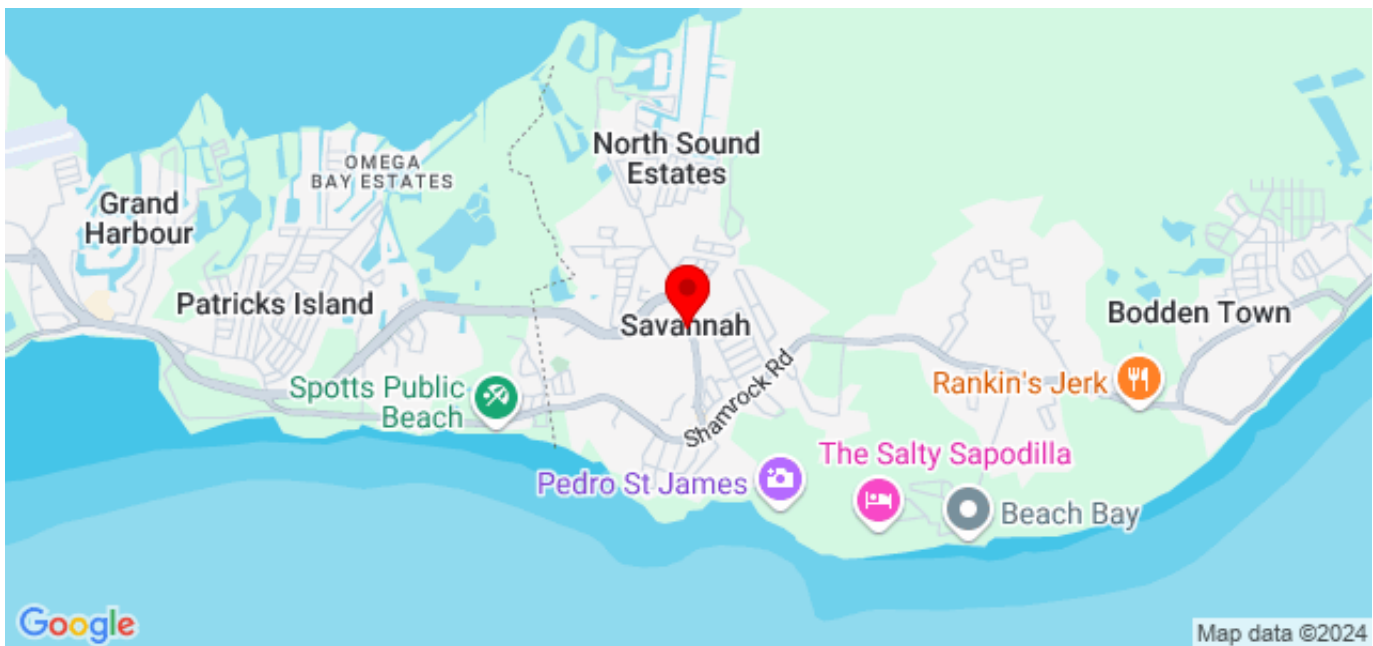 North Sound
Estates
OMEGA
BAY ESTATES
Grand
Harbour
Patricks Island
Savannah
Bodden Town
Spotts Public
Beach
Shamrock Rd
Rankin's Jerk
The Salty Sapodilla
Pedro St James
Beach Bay
Google
Map data ©2024